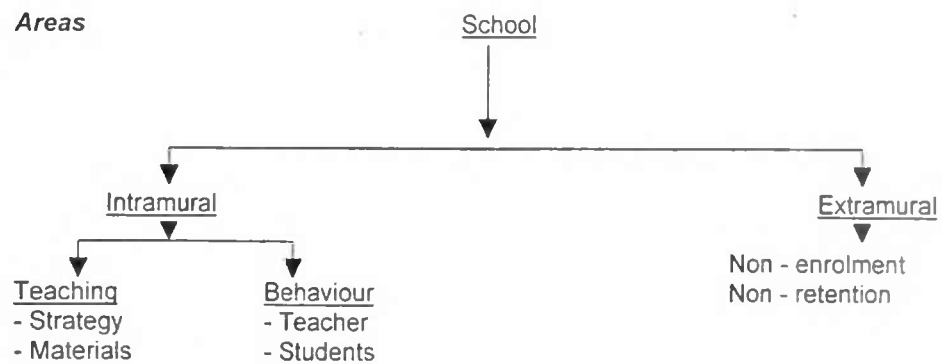 Areas
School
Intramural
Extramural
Teaching
- Strategy
- Materials
Behaviour
- Teacher
- Students
Non - enrolment
Non - retention